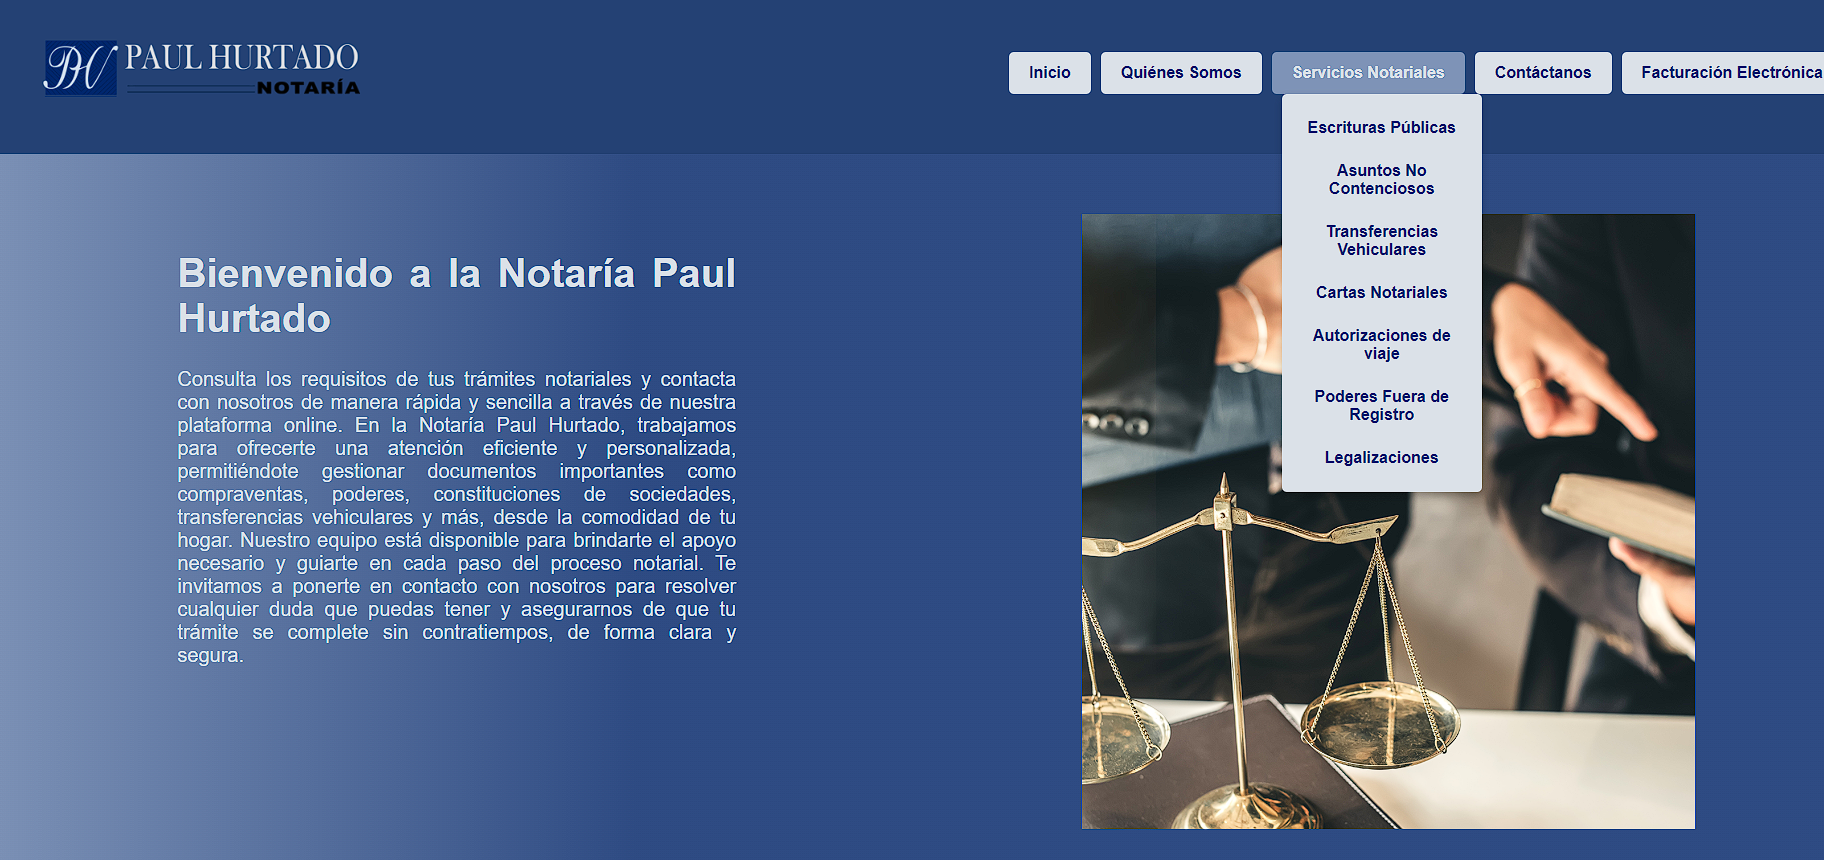 PH PAUL HURTADO
NOTARÍA
Inicio
Quiénes Somos
Servicios Notariales
Contáctanos
Facturación Electrónica
Escrituras Públicas
Asuntos No
Contenciosos
Transferencias
Vehiculares
Cartas Notariales
Autorizaciones de
viaje
Poderes Fuera de
Registro
Legalizaciones
Bienvenido a la Notaría Paul
Hurtado
Consulta los requisitos de tus trámites notariales y contacta
con nosotros de manera rápida y sencilla a través de nuestra
plataforma online. En la Notaría Paul Hurtado, trabajamos
para ofrecerte una atención eficiente y personalizada,
permitiéndote gestionar documentos importantes como
compraventas, poderes, constituciones de sociedades,
transferencias vehiculares y más, desde la comodidad de tu
hogar. Nuestro equipo está disponible para brindarte el apoyo
necesario y guiarte en cada paso del proceso notarial. Te
invitamos a ponerte en contacto con nosotros para resolver
cualquier duda que puedas tener y asegurarnos de que tu
trámite se complete sin contratiempos, de forma clara y
segura.